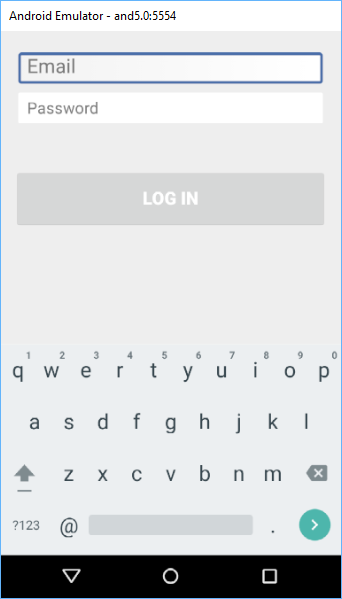 Android Emulator - and5.0:5554
Email
Password
LOG IN
1 2 3 4 5 6 7 8 9 0
q w e r t y u i o p
a s d f g h j k l
z x c v b n m
?123 @ .